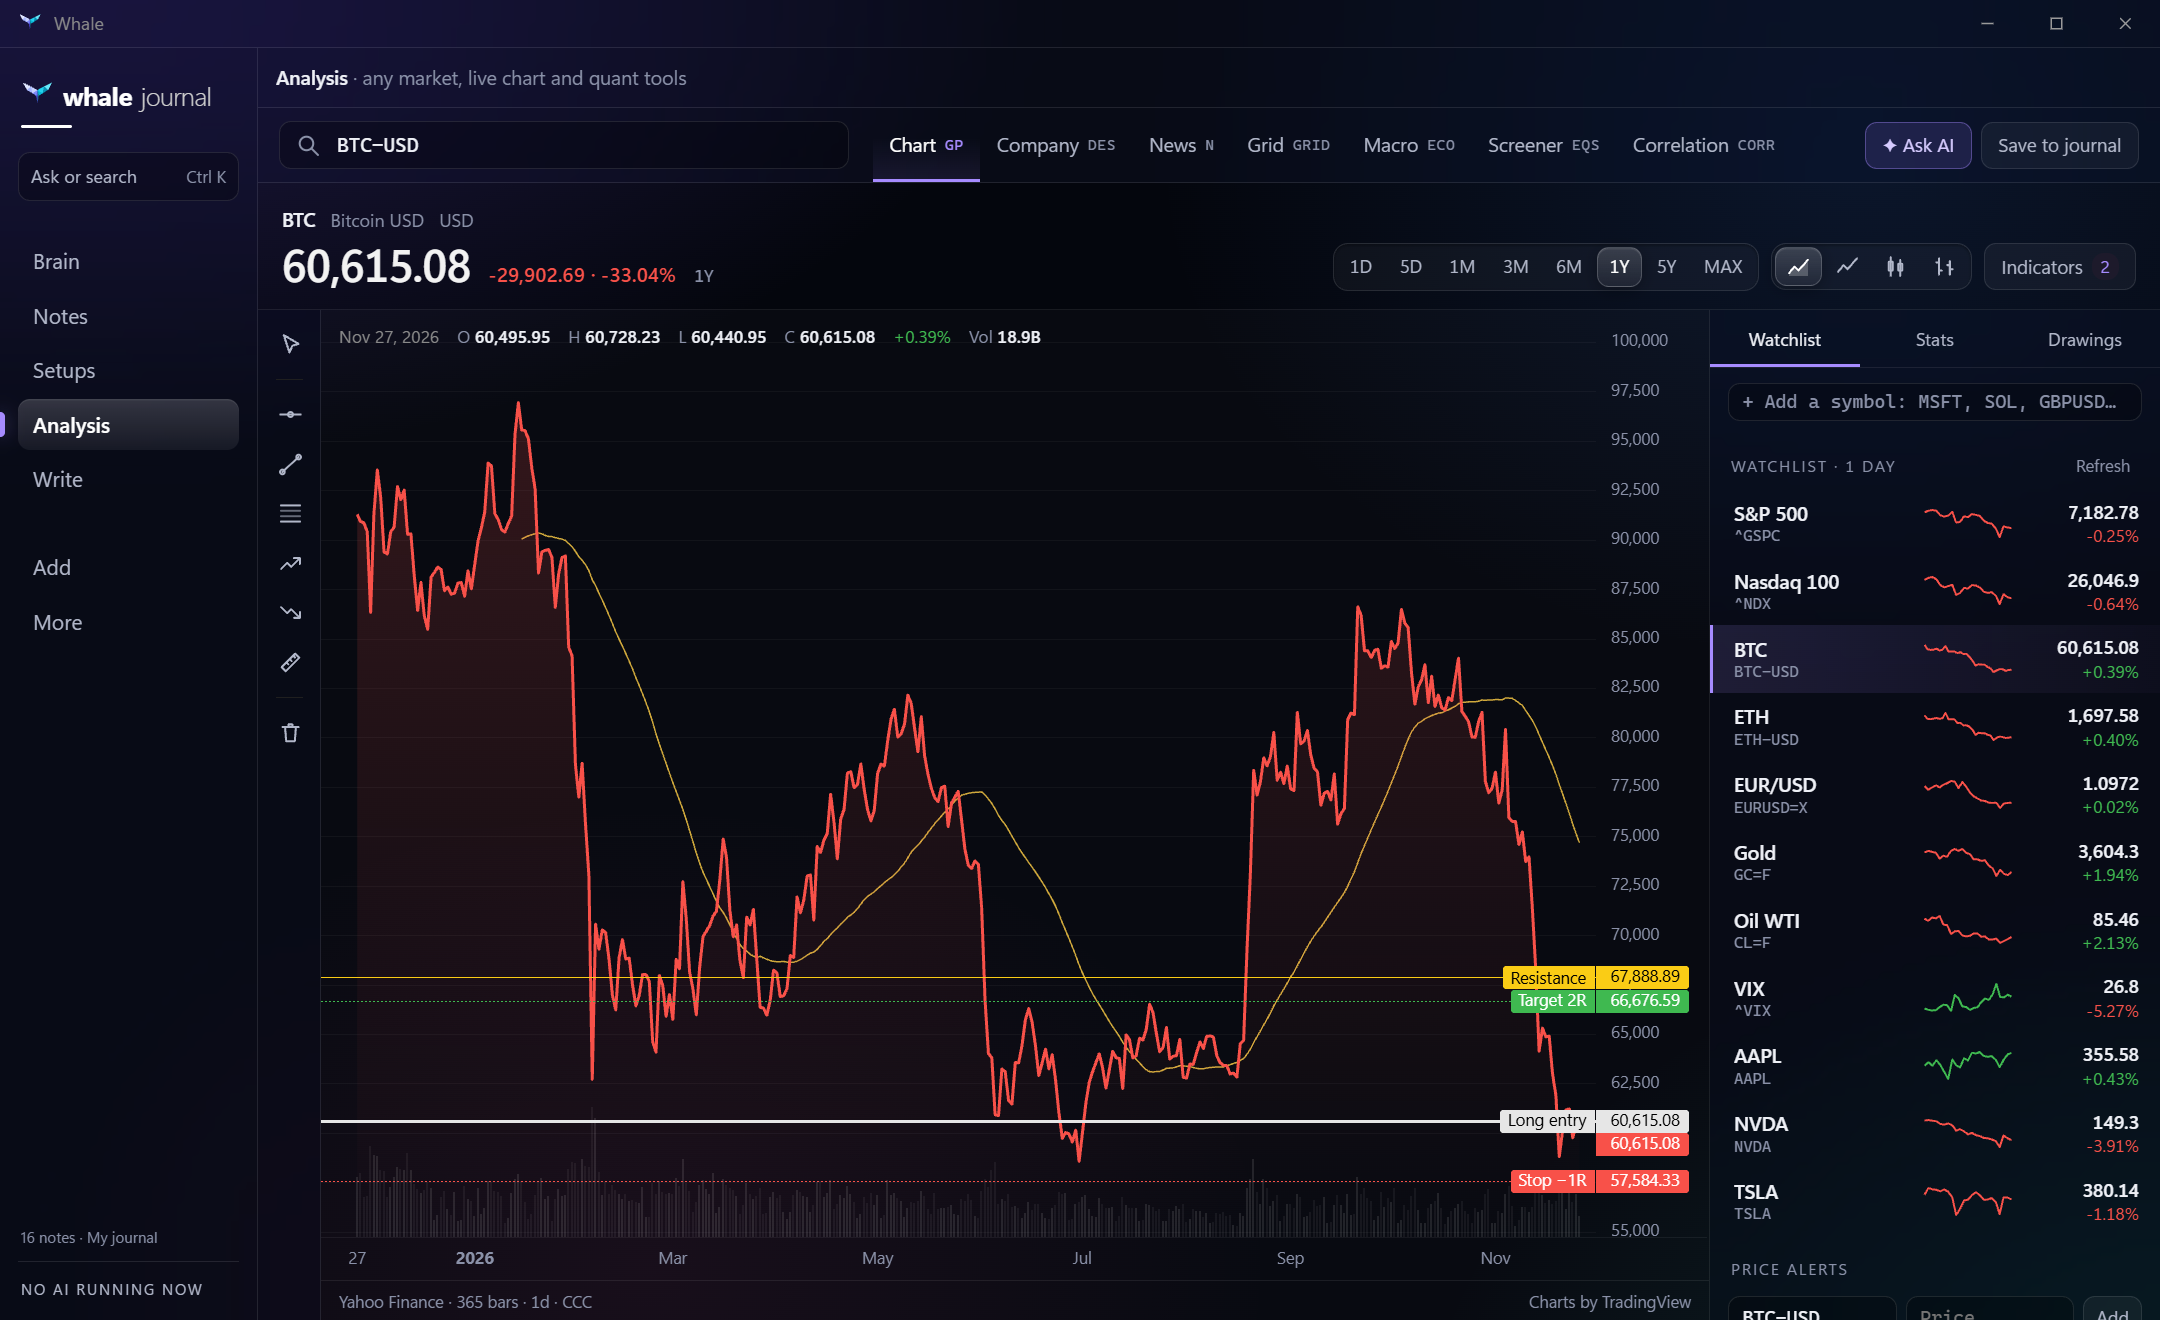 Whale
whale journal
Ask or search Ctrl K
Brain
Notes
Setups
Analysis
Write
Add
More
16 notes · My journal
NO AI RUNNING NOW
Analysis · any market, live chart and quant tools
BTC-USD
Chart GP Company DES News N Grid GRID Macro ECO Screener EQS Correlation CORR
✦ Ask AI Save to journal
BTC Bitcoin USD USD
60,615.08 -29,902.69 · -33.04% 1Y
1D 5D 1M 3M 6M 1Y 5Y MAX
Indicators 2
Nov 27, 2026 O 60,495.95 H 60,728.23 L 60,440.95 C 60,615.08 +0.39% Vol 18.9B
100,000
97,500
95,000
92,500
90,000
87,500
85,000
82,500
80,000
77,500
75,000
72,500
70,000
Resistance 67,888.89
Target 2R 66,676.59
65,000
62,500
Long entry 60,615.08
60,615.08
Stop −1R 57,584.33
55,000
27 2026 Mar May Jul Sep Nov
Yahoo Finance · 365 bars · 1d · CCC
Charts by TradingView
Watchlist Stats Drawings
+ Add a symbol: MSFT, SOL, GBPUSD…
WATCHLIST · 1 DAY Refresh
S&P 500 7,182.78
^GSPC -0.25%
Nasdaq 100 26,046.9
^NDX -0.64%
BTC 60,615.08
BTC-USD +0.39%
ETH 1,697.58
ETH-USD +0.40%
EUR/USD 1.0972
EURUSD=X +0.02%
Gold 3,604.3
GC=F +1.94%
Oil WTI 85.46
CL=F +2.13%
VIX 26.8
^VIX -5.27%
AAPL 355.58
AAPL +0.43%
NVDA 149.3
NVDA -3.91%
TSLA 380.14
TSLA -1.18%
PRICE ALERTS
BTC-USD Price Add